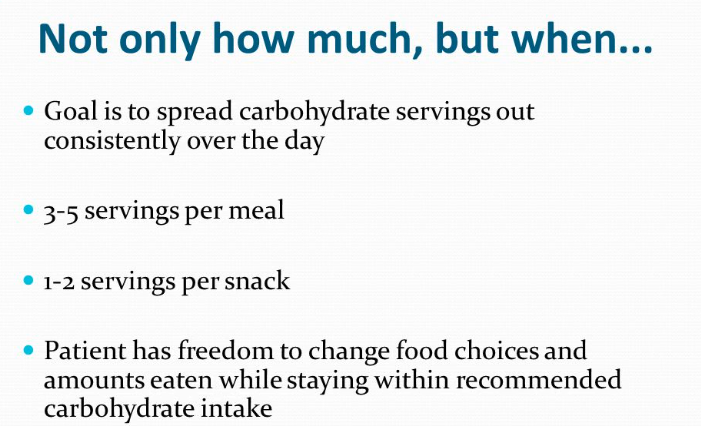 Not only how much, but when...
• Goal is to spread carbohydrate servings out
consistently over the day
• 3-5 servings per meal
• 1-2 servings per snack
• Patient has freedom to change food choices and
amounts eaten while staying within recommended
carbohydrate intake